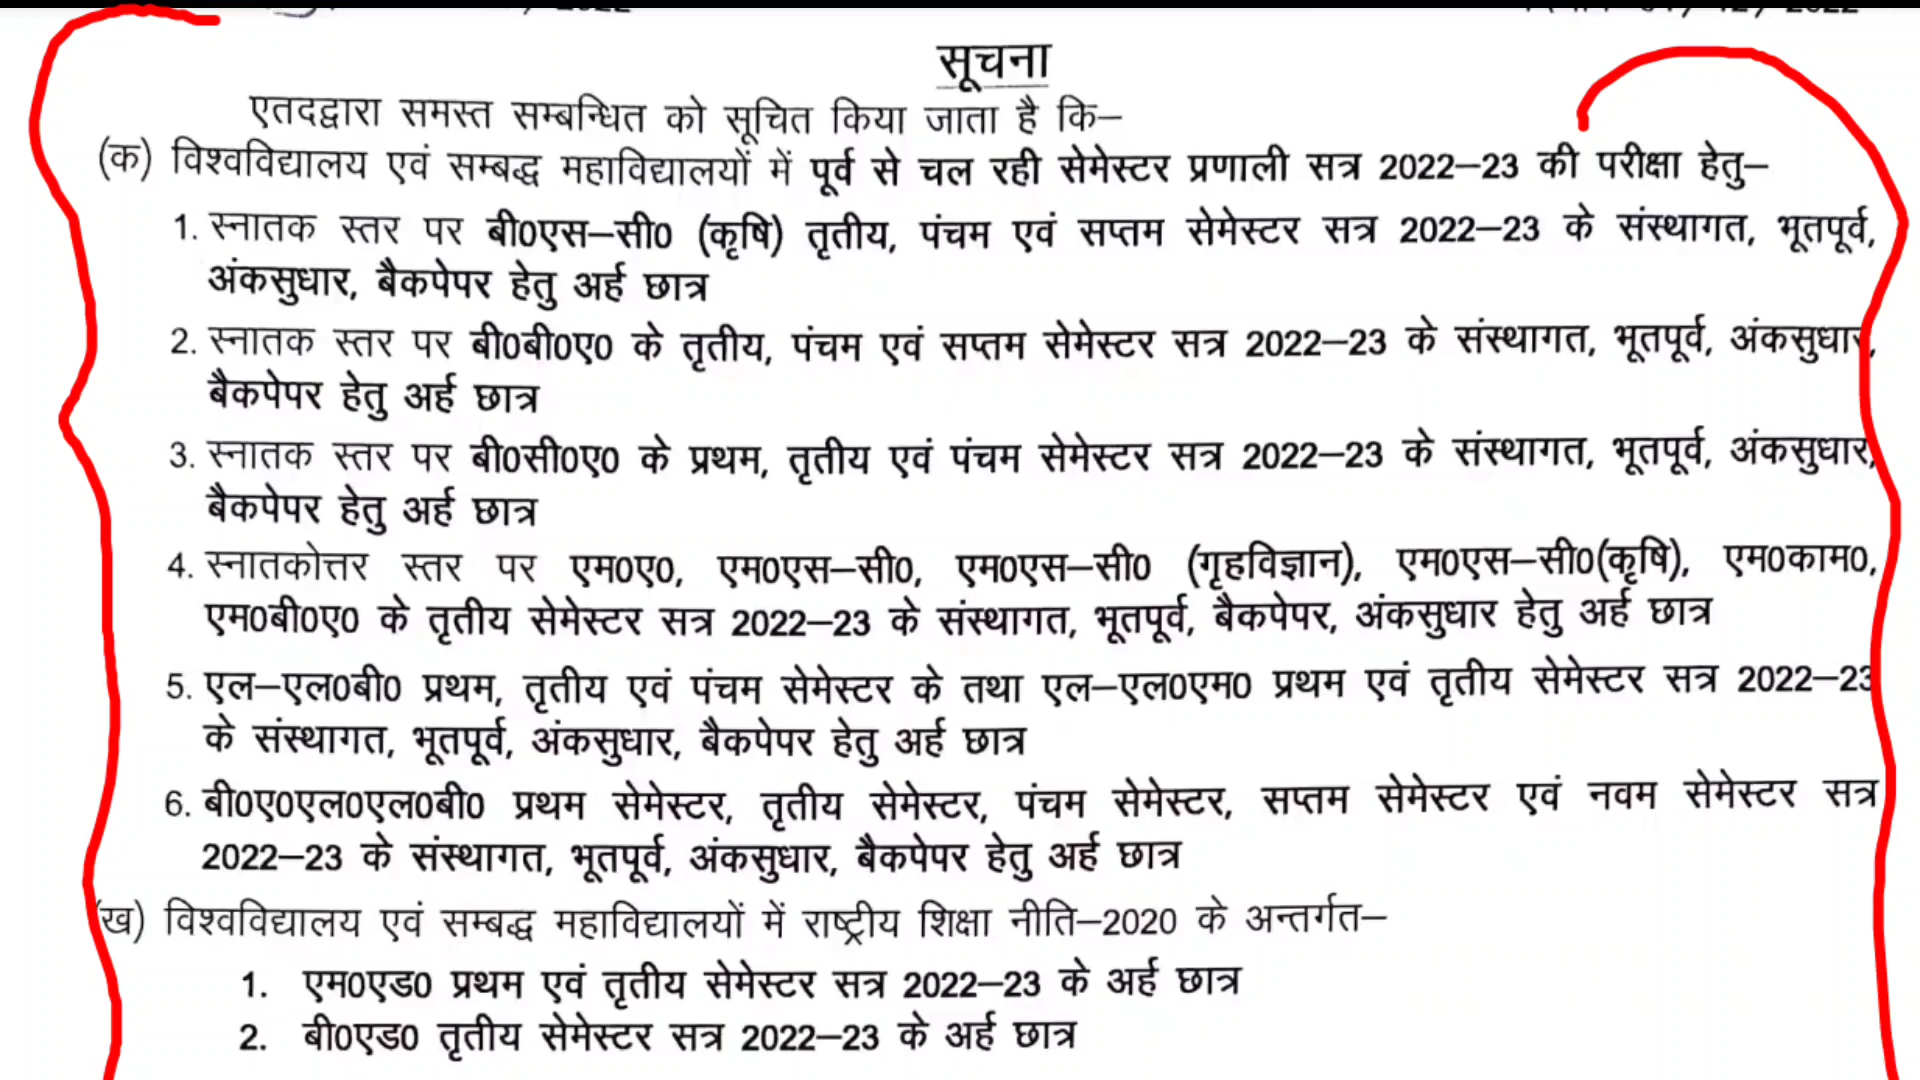 2022
सूचना
एतदद्वारा समस्त सम्बन्धित को सूचित किया जाता है कि–
(क) विश्वविद्यालय एवं सम्बद्ध महाविद्यालयों में पूर्व से चल रही सेमेस्टर प्रणाली सत्र 2022–23 की परीक्षा हेतु–
1. स्नातक स्तर पर बी0एस–सी0 (कृषि) तृतीय, पंचम एवं सप्तम सेमेस्टर सत्र 2022–23 के संस्थागत, भूतपूर्व,
अंकसुधार, बैकपेपर हेतु अर्ह छात्र
2. स्नातक स्तर पर बी0बी0ए0 के तृतीय, पंचम एवं सप्तम सेमेस्टर सत्र 2022–23 के संस्थागत, भूतपूर्व, अंकसुधार,
बैकपेपर हेतु अर्ह छात्र
3. स्नातक स्तर पर बी0सी0ए0 के प्रथम, तृतीय एवं पंचम सेमेस्टर सत्र 2022–23 के संस्थागत, भूतपूर्व, अंकसुधार,
बैकपेपर हेतु अर्ह छात्र
4. स्नातकोत्तर स्तर पर एम0ए0, एम0एस–सी0, एम0एस–सी0 (गृहविज्ञान), एम0एस–सी0(कृषि), एम0काम0,
एम0बी0ए0 के तृतीय सेमेस्टर सत्र 2022–23 के संस्थागत, भूतपूर्व, बैकपेपर, अंकसुधार हेतु अर्ह छात्र
5. एल–एल0बी0 प्रथम, तृतीय एवं पंचम सेमेस्टर के तथा एल–एल0एम0 प्रथम एवं तृतीय सेमेस्टर सत्र 2022–23
के संस्थागत, भूतपूर्व, अंकसुधार, बैकपेपर हेतु अर्ह छात्र
6. बी0ए0एल0एल0बी0 प्रथम सेमेस्टर, तृतीय सेमेस्टर, पंचम सेमेस्टर, सप्तम सेमेस्टर एवं नवम सेमेस्टर सत्र
2022–23 के संस्थागत, भूतपूर्व, अंकसुधार, बैकपेपर हेतु अर्ह छात्र
(ख) विश्वविद्यालय एवं सम्बद्ध महाविद्यालयों में राष्ट्रीय शिक्षा नीति–2020 के अन्तर्गत–
1. एम0एड0 प्रथम एवं तृतीय सेमेस्टर सत्र 2022–23 के अर्ह छात्र
2. बी0एड0 तृतीय सेमेस्टर सत्र 2022–23 के अर्ह छात्र